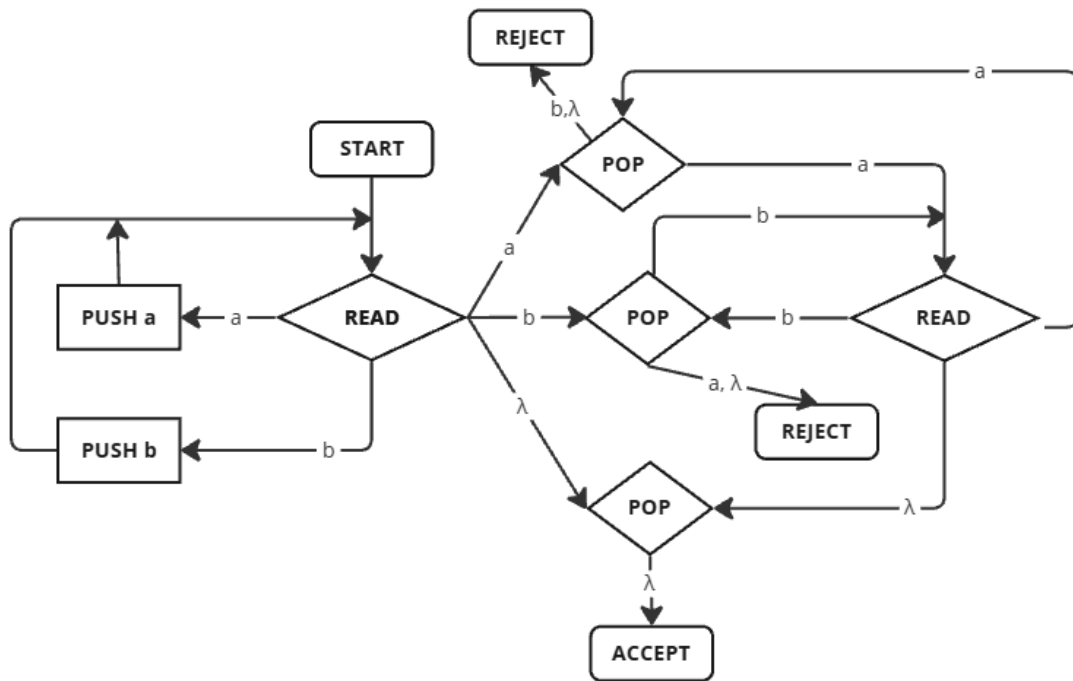 REJECT
a
b,λ
START
POP
a
b
a
PUSH a
a
READ
b
POP
b
READ
a, λ
λ
REJECT
PUSH b
b
POP
λ
λ
ACCEPT